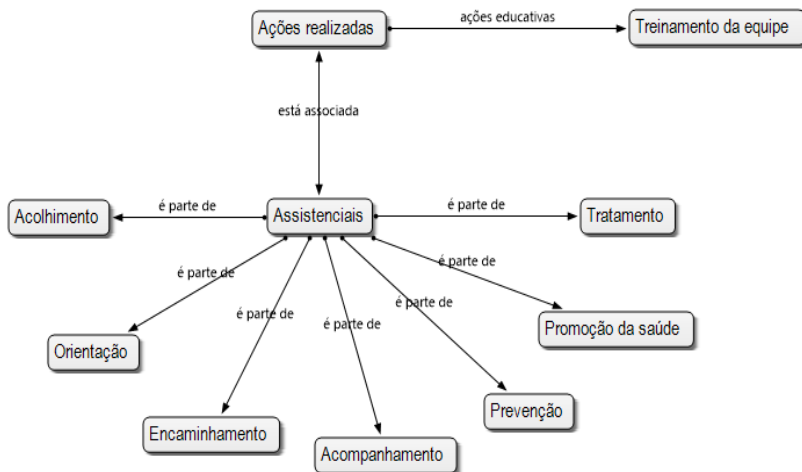 Ações realizadas
ações educativas
Treinamento da equipe
está associada
Acolhimento
é parte de
Assistenciais
é parte de
Tratamento
é parte de
é parte de
é parte de
é parte de
é parte de
Promoção da saúde
Orientação
Prevenção
Encaminhamento
Acompanhamento